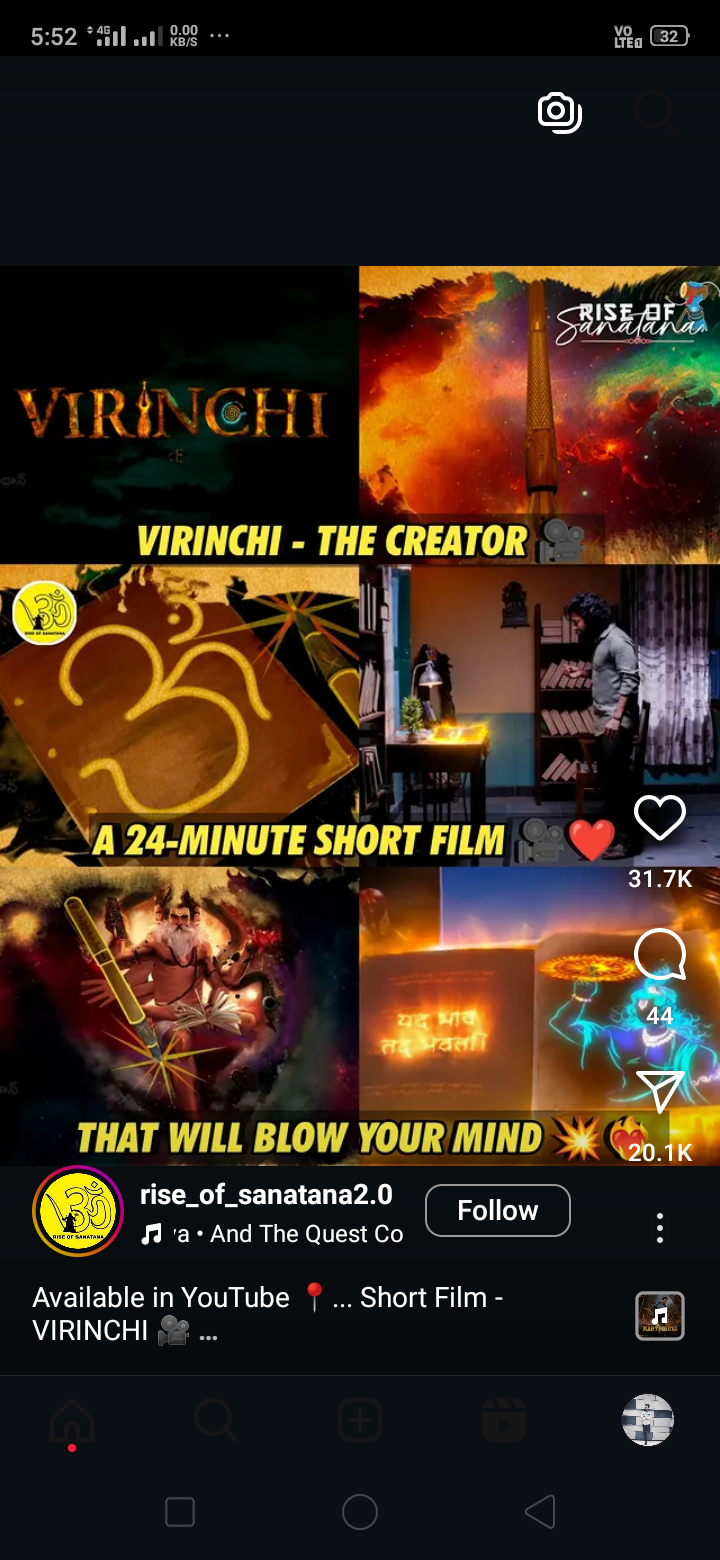 5:52 4G 0.00 KB/S ... VO LTE 32
VIRINCHI
RISE OF
Sanatana
VIRINCHI - THE CREATOR 🎥
RISE OF SANATANA
A 24-MINUTE SHORT FILM 🎥❤️
31.7K
44
यद् भाव
तद् भवती
THAT WILL BLOW YOUR MIND 💥❤️‍🔥
20.1K
rise_of_sanatana2.0
Follow
va • And The Quest Co
RISE OF SANATANA
Available in YouTube 📍... Short Film -
VIRINCHI 🎥 ...